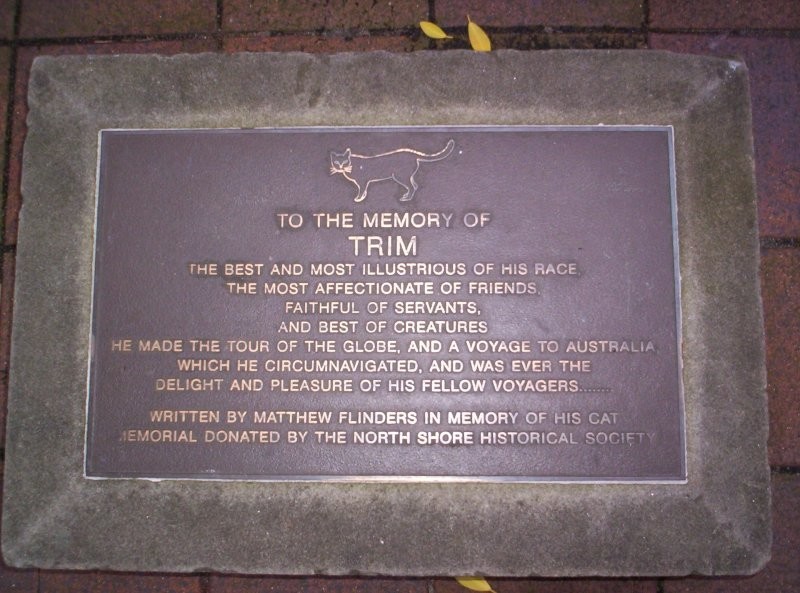 TO THE MEMORY OF
TRIM
THE BEST AND MOST ILLUSTRIOUS OF HIS RACE,
THE MOST AFFECTIONATE OF FRIENDS,
FAITHFUL OF SERVANTS,
AND BEST OF CREATURES
HE MADE THE TOUR OF THE GLOBE, AND A VOYAGE TO AUSTRALIA,
WHICH HE CIRCUMNAVIGATED, AND WAS EVER THE
DELIGHT AND PLEASURE OF HIS FELLOW VOYAGERS.......
WRITTEN BY MATTHEW FLINDERS IN MEMORY OF HIS CAT
MEMORIAL DONATED BY THE NORTH SHORE HISTORICAL SOCIETY